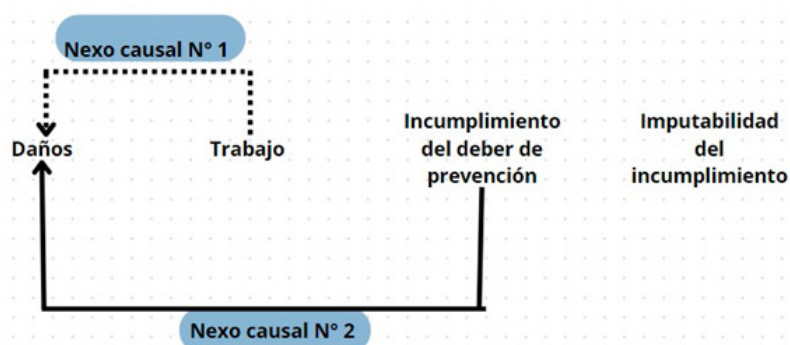 Nexo causal N° 1
Daños
Trabajo
Incumplimiento
del deber de
prevención
Imputabilidad
del
incumplimiento
Nexo causal N° 2